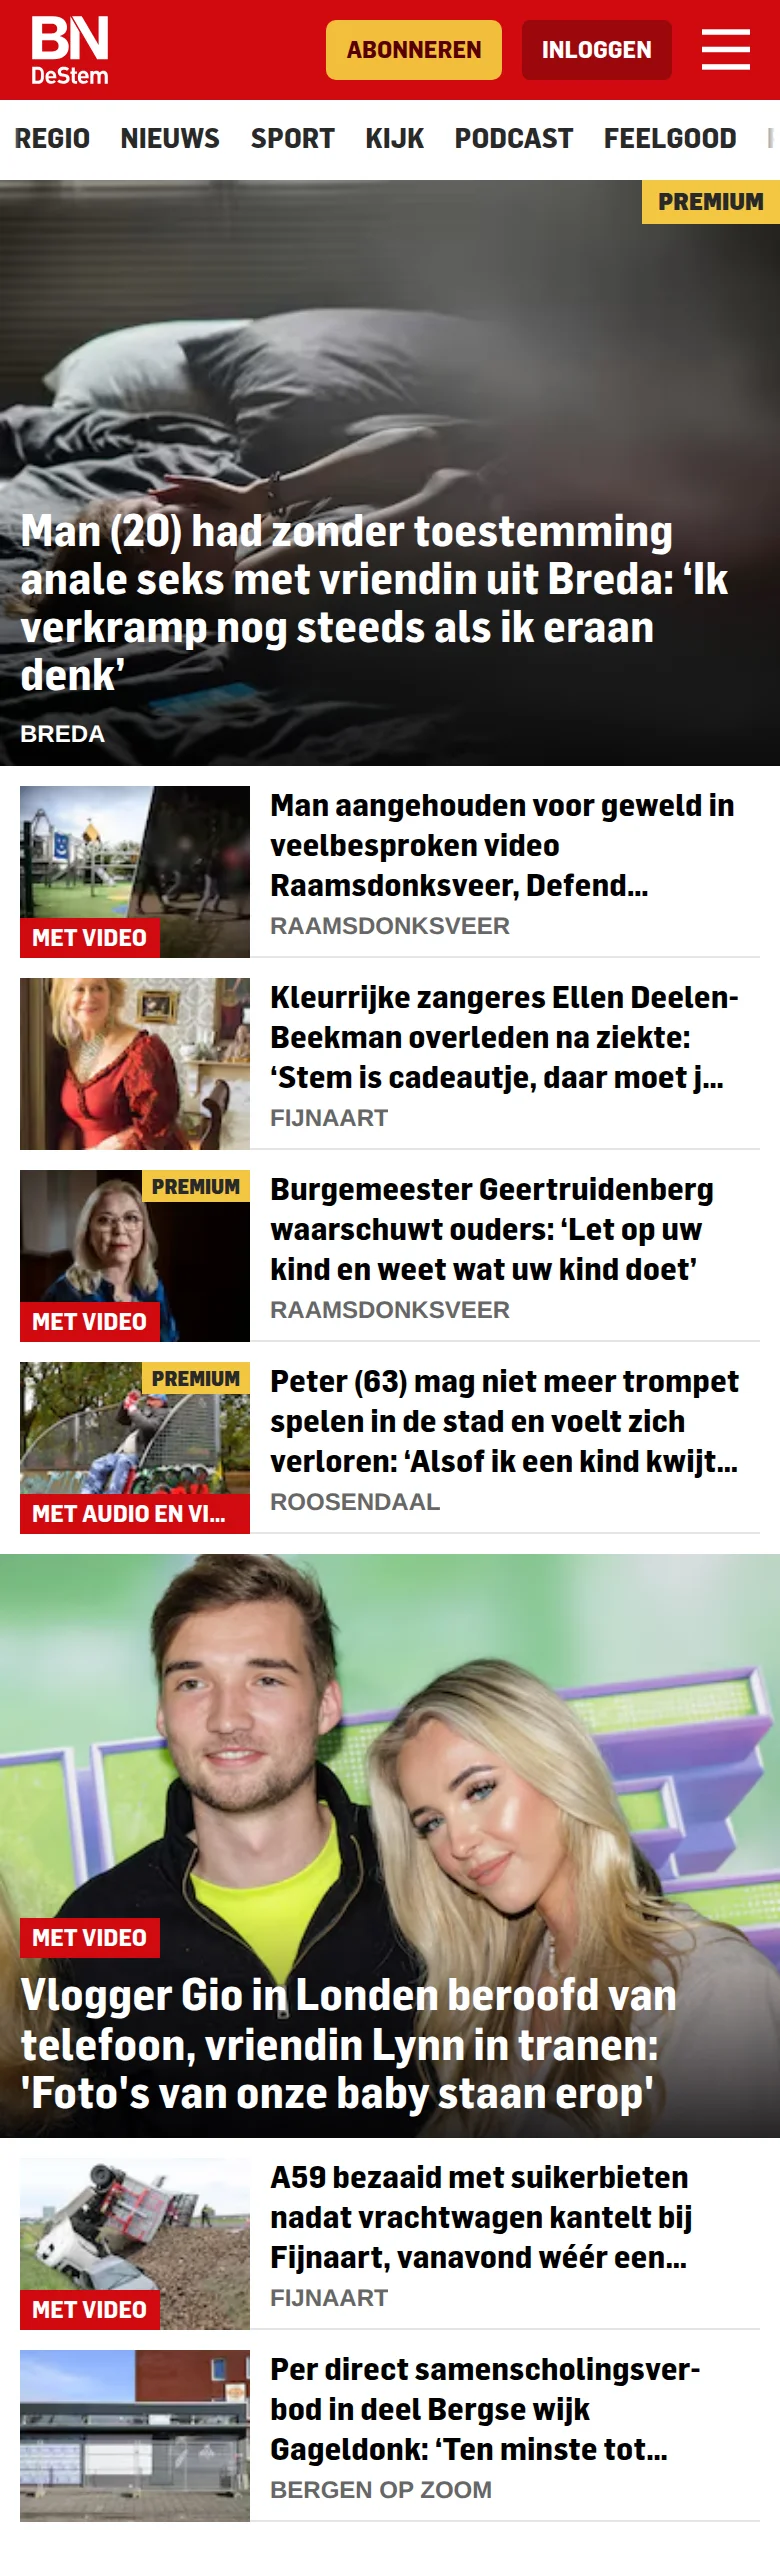 BN
DeStem
ABONNEREN
INLOGGEN
REGIO NIEUWS SPORT KIJK PODCAST FEELGOOD
PREMIUM
Man (20) had zonder toestemming
anale seks met vriendin uit Breda: ‘Ik
verkramp nog steeds als ik eraan
denk’
BREDA
MET VIDEO
Man aangehouden voor geweld in
veelbesproken video
Raamsdonksveer, Defend...
RAAMSDONKSVEER
Kleurrijke zangeres Ellen Deelen-
Beekman overleden na ziekte:
‘Stem is cadeautje, daar moet j...
FIJNAART
PREMIUM
MET VIDEO
Burgemeester Geertruidenberg
waarschuwt ouders: ‘Let op uw
kind en weet wat uw kind doet’
RAAMSDONKSVEER
PREMIUM
MET AUDIO EN VI...
Peter (63) mag niet meer trompet
spelen in de stad en voelt zich
verloren: ‘Alsof ik een kind kwijt...
ROOSENDAAL
MET VIDEO
Vlogger Gio in Londen beroofd van
telefoon, vriendin Lynn in tranen:
'Foto's van onze baby staan erop'
MET VIDEO
A59 bezaaid met suikerbieten
nadat vrachtwagen kantelt bij
Fijnaart, vanavond wéér een...
FIJNAART
Per direct samenscholingsver-
bod in deel Bergse wijk
Gageldonk: ‘Ten minste tot...
BERGEN OP ZOOM